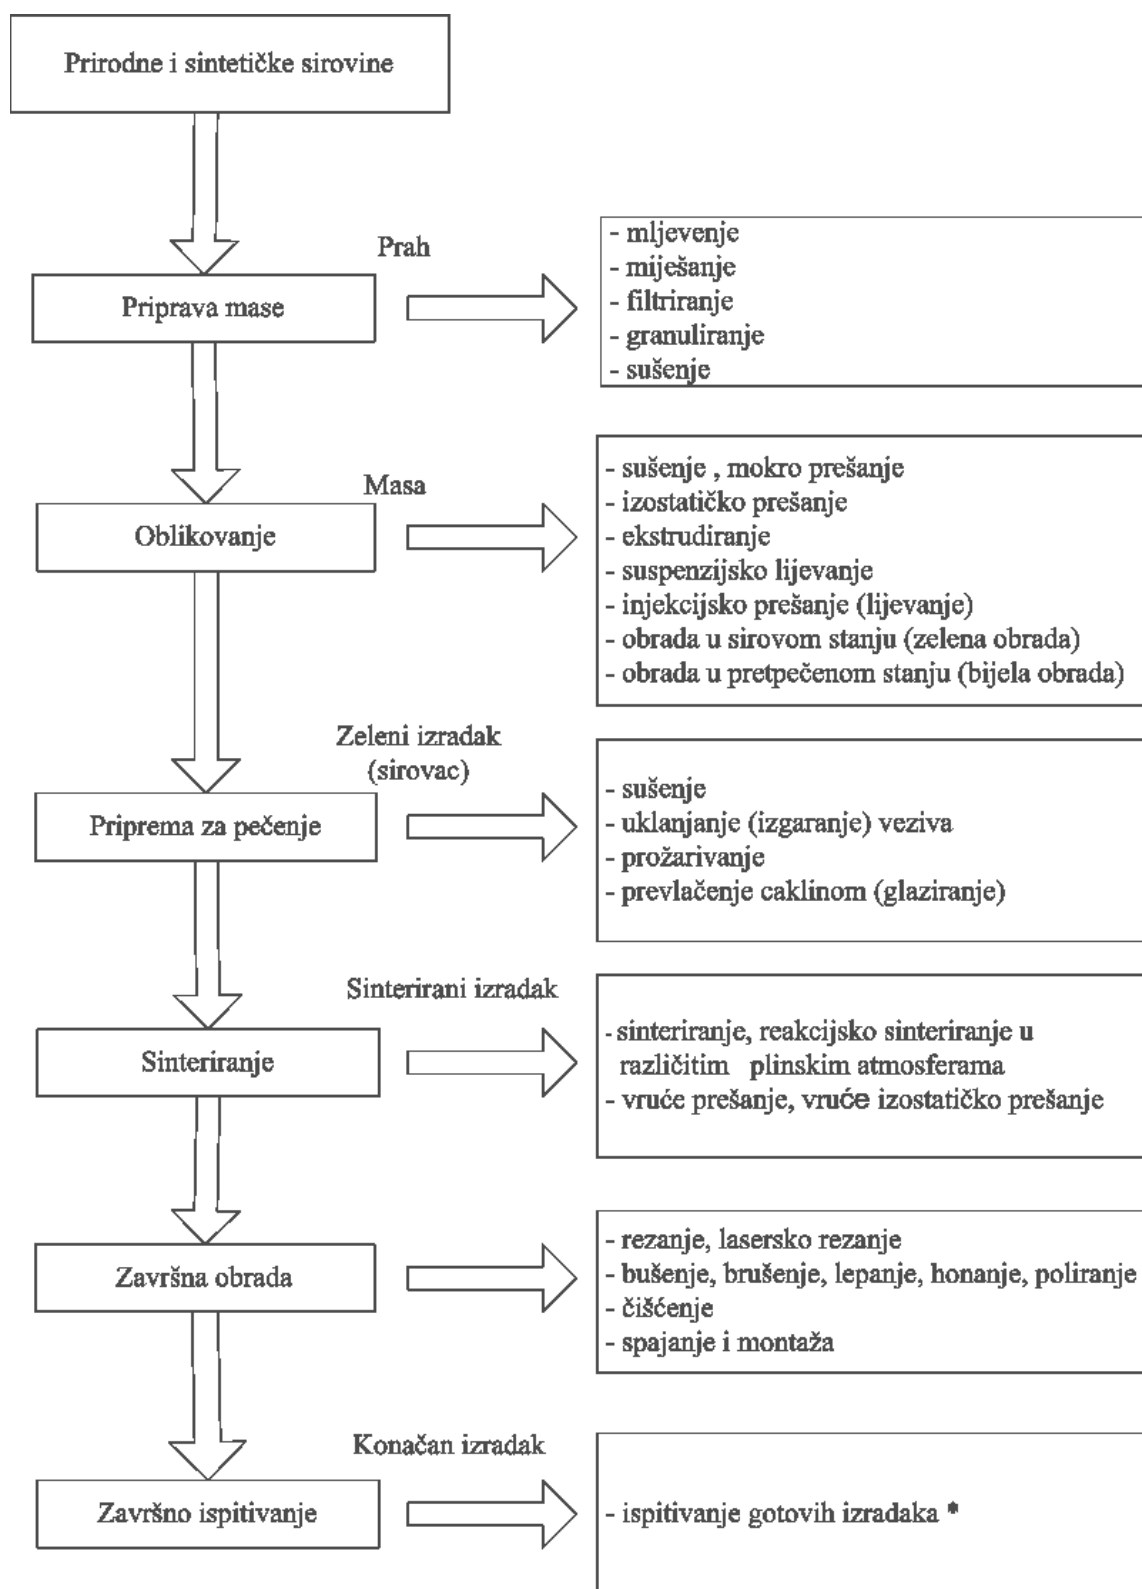 Prirodne i sintetičke sirovine
Prah
Priprava mase
- mljevenje
- miješanje
- filtriranje
- granuliranje
- sušenje
Masa
Oblikovanje
- sušenje , mokro prešanje
- izostatičko prešanje
- ekstrudiranje
- suspenzijsko lijevanje
- injekcijsko prešanje (lijevanje)
- obrada u sirovom stanju (zelena obrada)
- obrada u pretpečenom stanju (bijela obrada)
Zeleni izradak
(sirovac)
Priprema za pečenje
- sušenje
- uklanjanje (izgaranje) veziva
- prožarivanje
- prevlačenje caklinom (glaziranje)
Sinterirani izradak
Sinteriranje
- sinteriranje, reakcijsko sinteriranje u
različitim plinskim atmosferama
- vruće prešanje, vruće izostatičko prešanje
Završna obrada
- rezanje, lasersko rezanje
- bušenje, brušenje, lepanje, honanje, poliranje
- čišćenje
- spajanje i montaža
Konačan izradak
Završno ispitivanje
- ispitivanje gotovih izradaka *